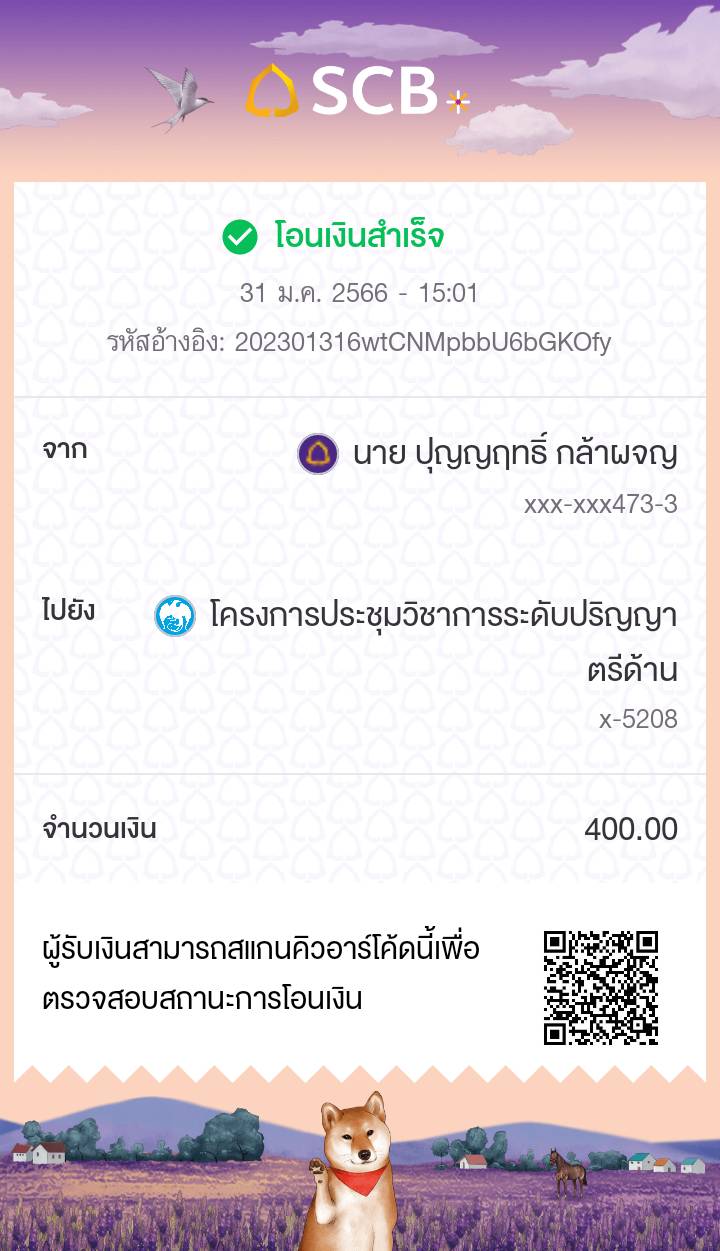 SCB
โอนเงินสำเร็จ
31 ม.ค. 2566 - 15:01
รหัสอ้างอิง: 202301316wtCNMpbbU6bGKOfy
จาก
นาย ปุญญฤทธิ์ กล้าผจญ
xxx-xxx473-3
ไปยัง
โครงการประชุมวิชาการระดับปริญญา
ตรีด้าน
x-5208
จำนวนเงิน
400.00
ผู้รับเงินสามารถสแกนคิวอาร์โค้ดนี้เพื่อ
ตรวจสอบสถานะการโอนเงิน